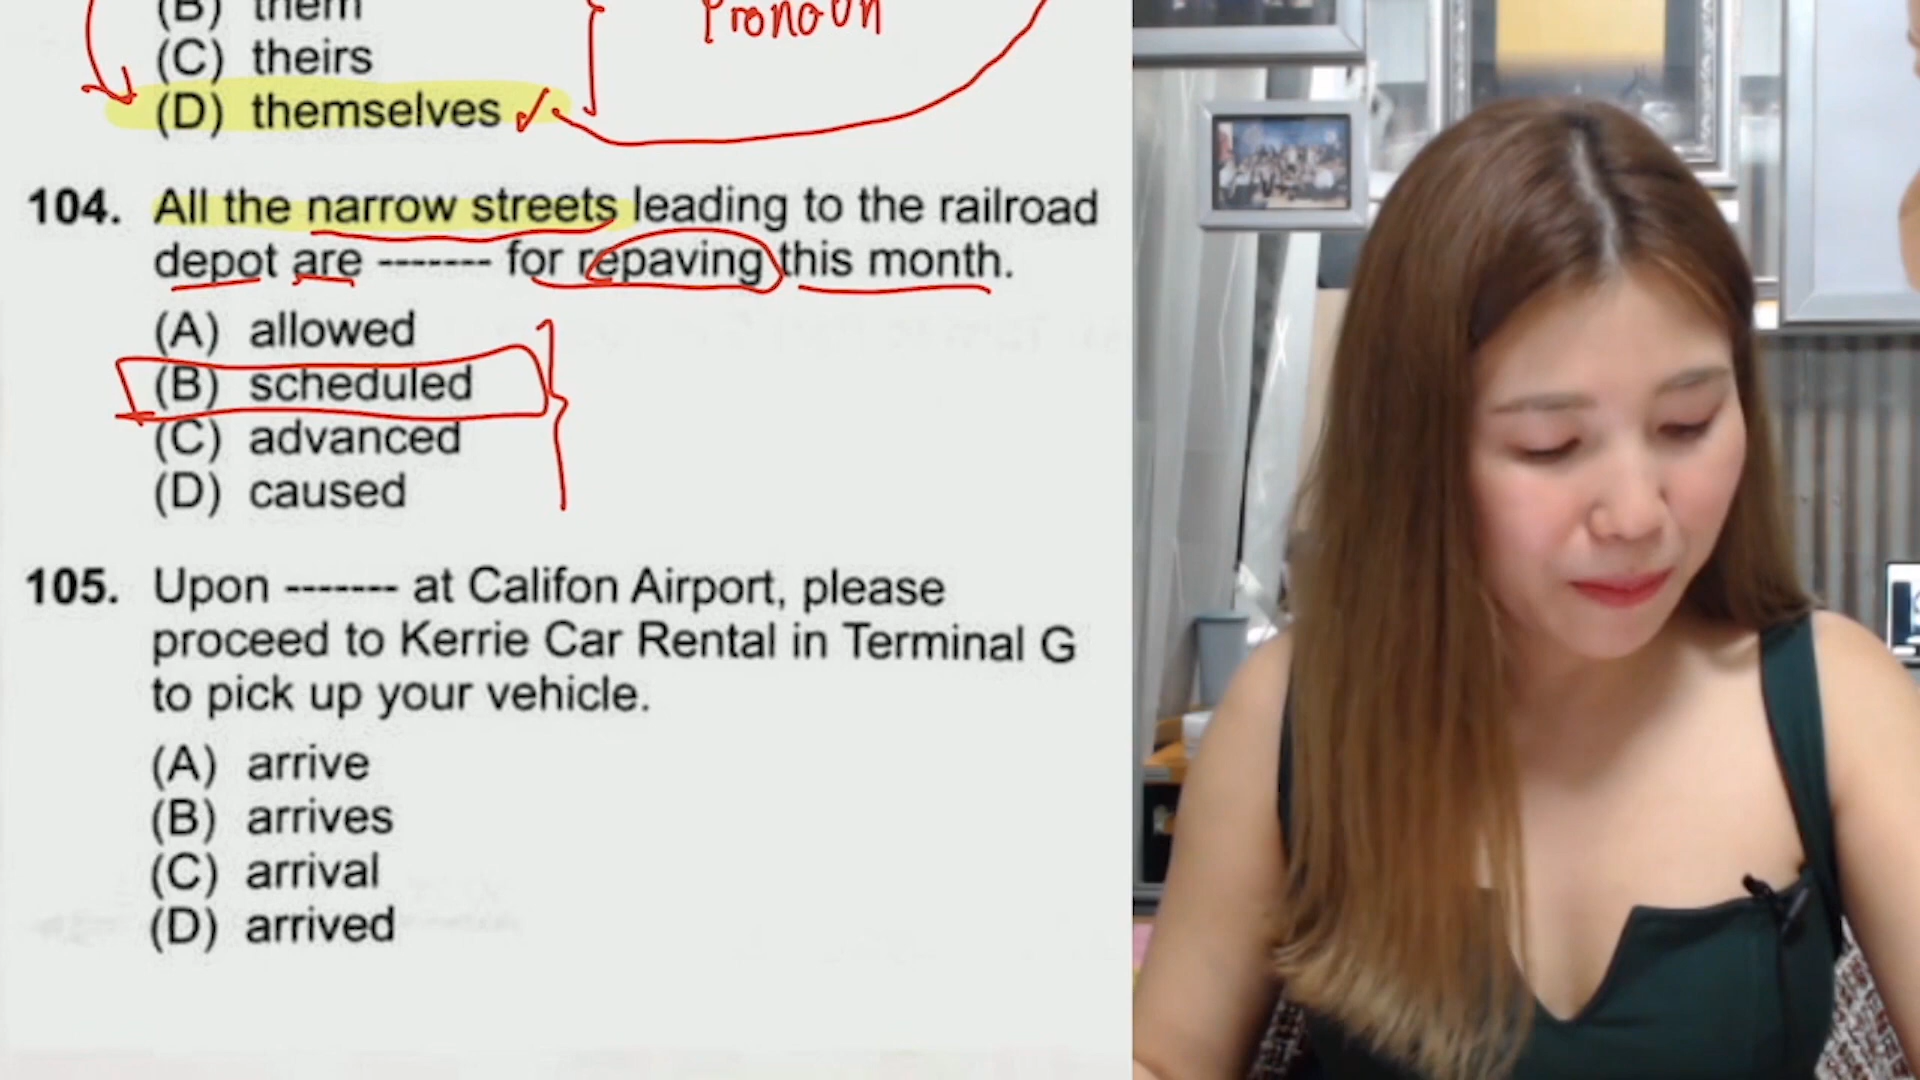 (B) them
Pronoun
(C) theirs
(D) themselves
104. All the narrow streets leading to the railroad
depot are ------- for repaving this month.
(A) allowed
(B) scheduled
(C) advanced
(D) caused
105. Upon ------- at Califon Airport, please
proceed to Kerrie Car Rental in Terminal G
to pick up your vehicle.
(A) arrive
(B) arrives
(C) arrival
(D) arrived